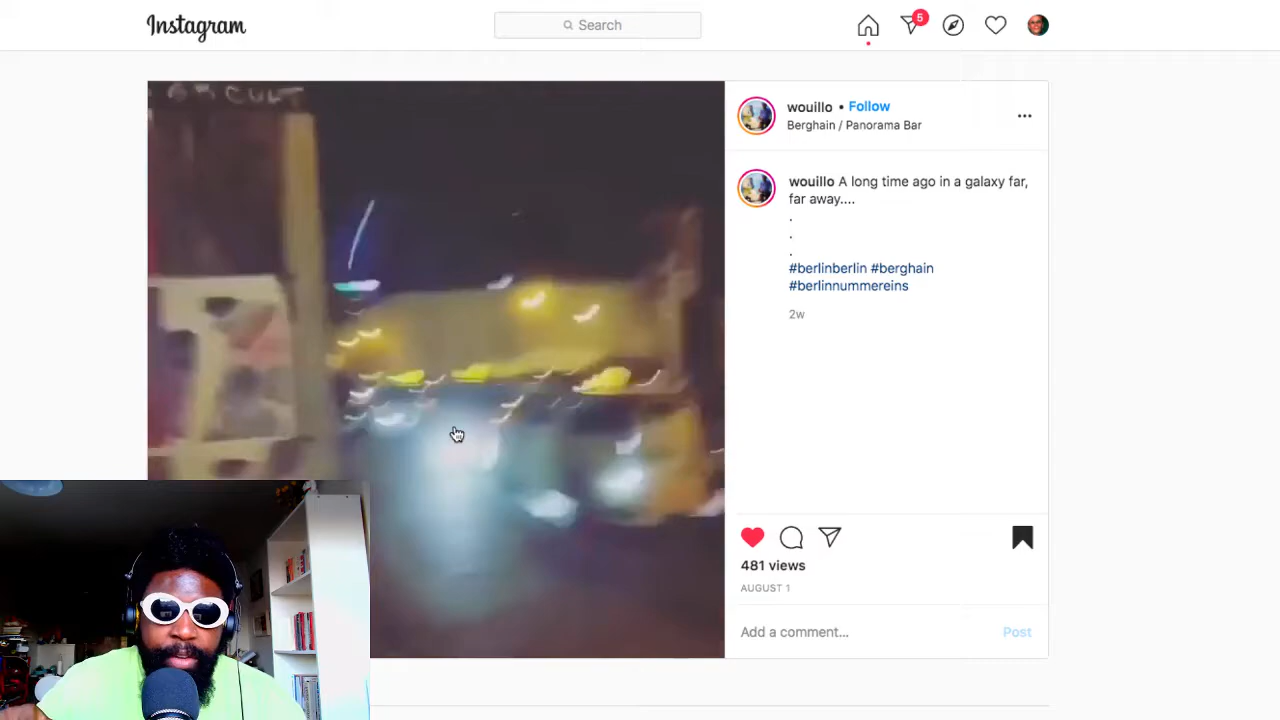 Instagram
Search
5
wouillo • Follow
Berghain / Panorama Bar
wouillo A long time ago in a galaxy far,
far away....
.
.
.
#berlinberlin #berghain
#berlinnummereins
2w
481 views
AUGUST 1
Add a comment...
Post